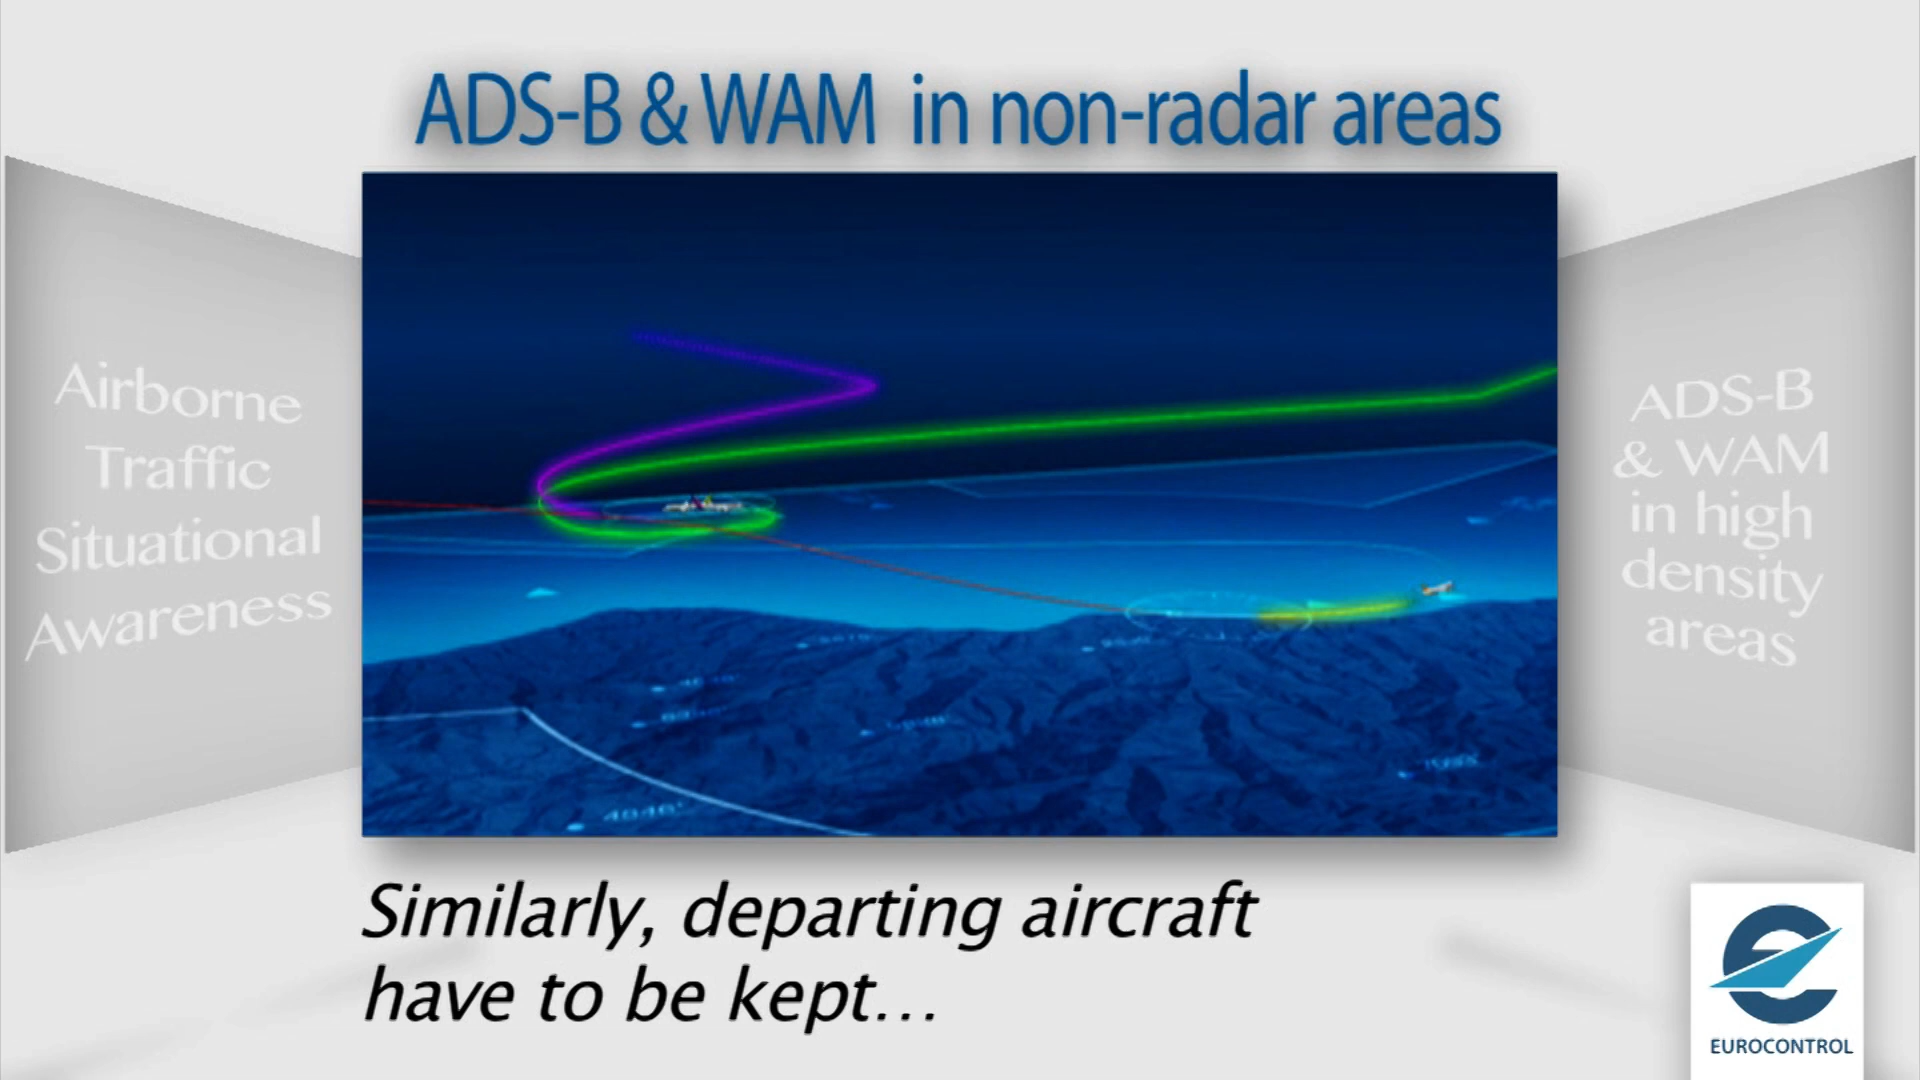 ADS-B & WAM in non-radar areas
Airborne
Traffic
Situational
Awareness
ADS-B
& WAM
in high
density
areas
4046'
Similarly, departing aircraft
have to be kept...
EUROCONTROL